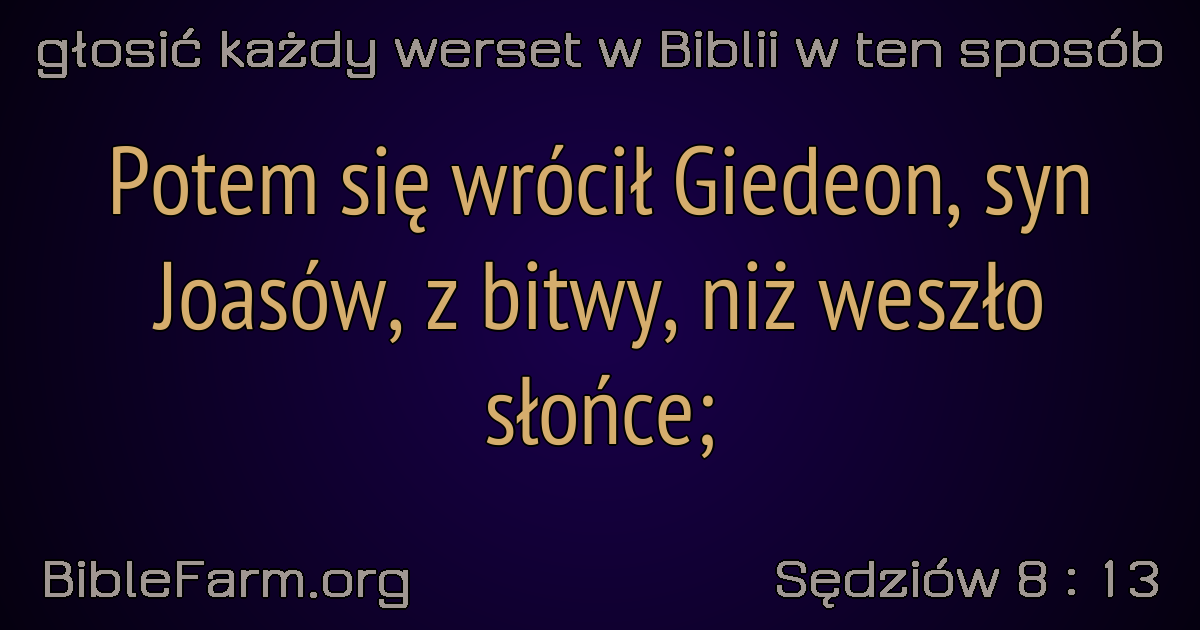 głosić każdy werset w Biblii w ten sposób
Potem się wrócił Giedeon, syn
Joasów, z bitwy, niż weszło
słońce;
BibleFarm.org
Sędziów 8 : 13